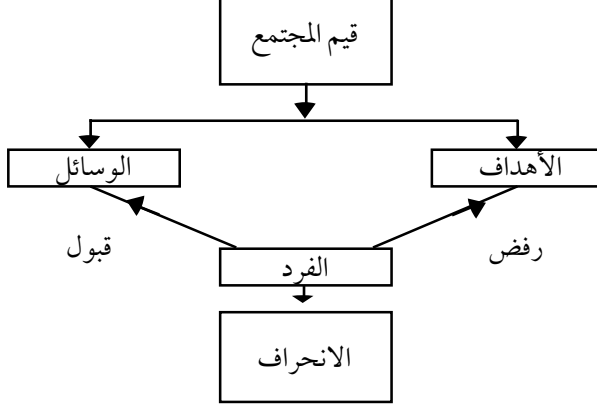 قيم المجتمع
الأهداف
الوسائل
رفض
قبول
الفرد
الانحراف